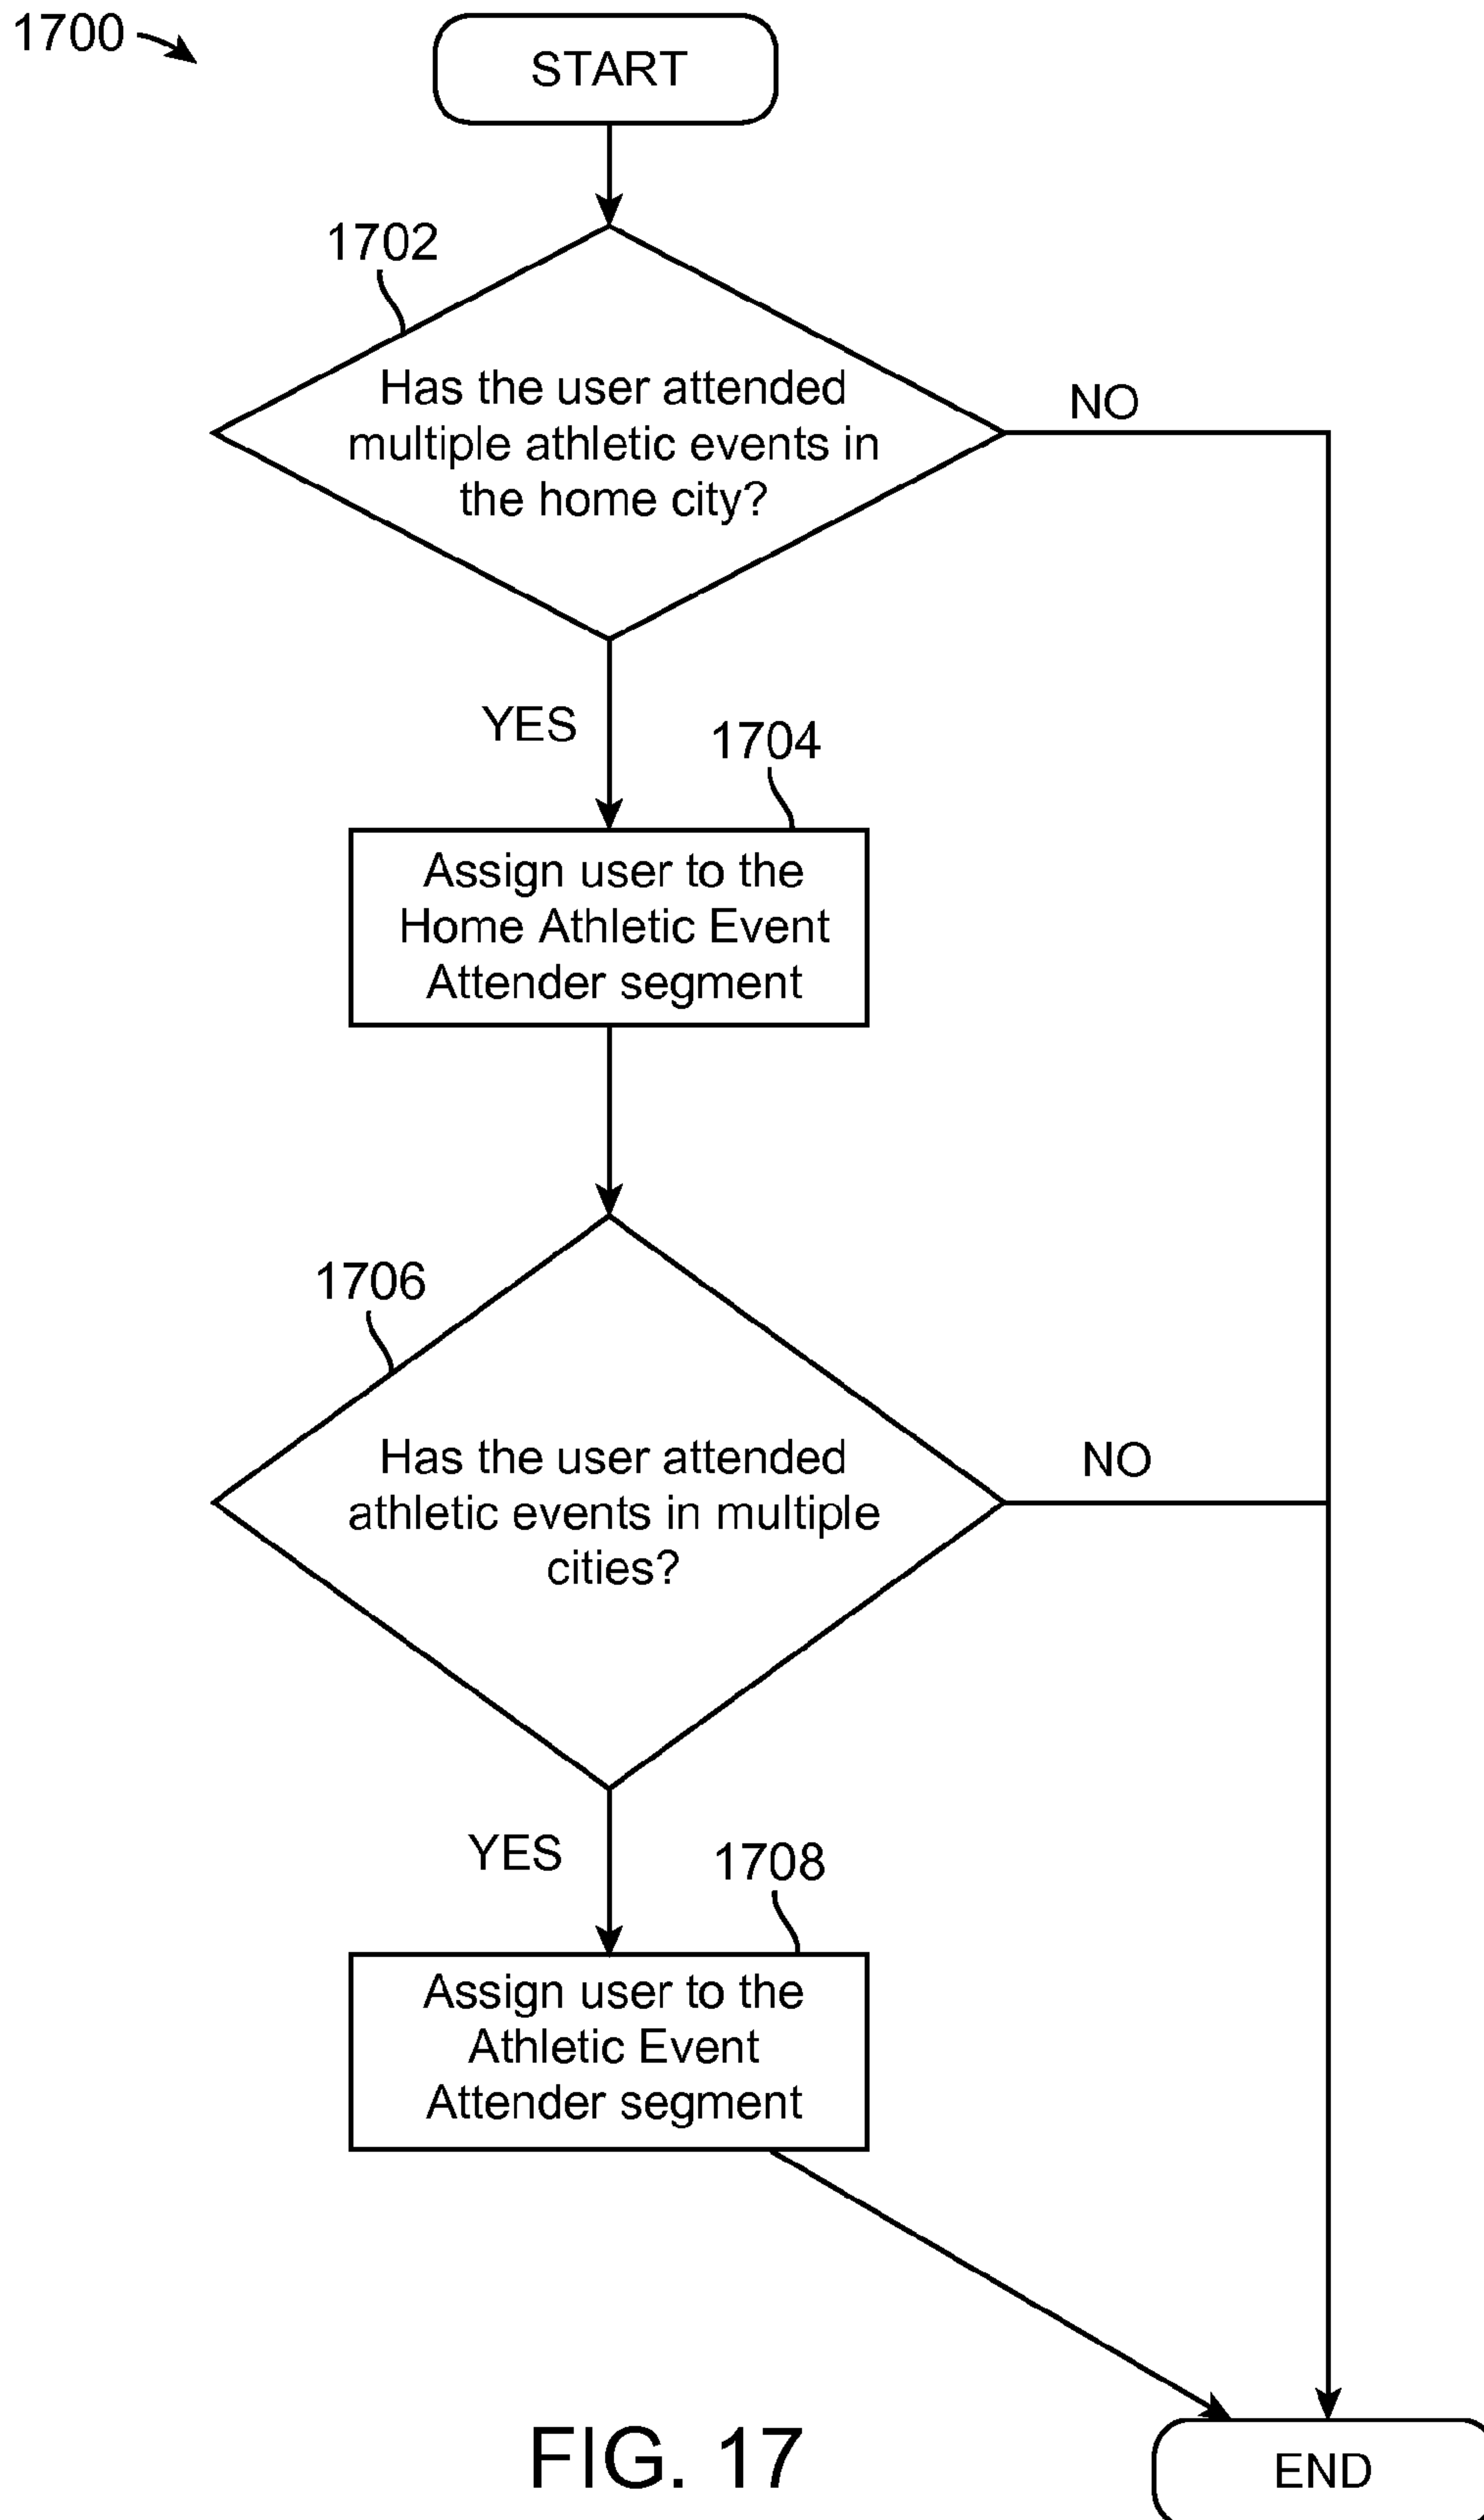 1700
START
1702
Has the user attended
multiple athletic events in
the home city?
NO
YES
1704
Assign user to the
Home Athletic Event
Attender segment
1706
Has the user attended
athletic events in multiple
cities?
NO
YES
1708
Assign user to the
Athletic Event
Attender segment
FIG. 17
END